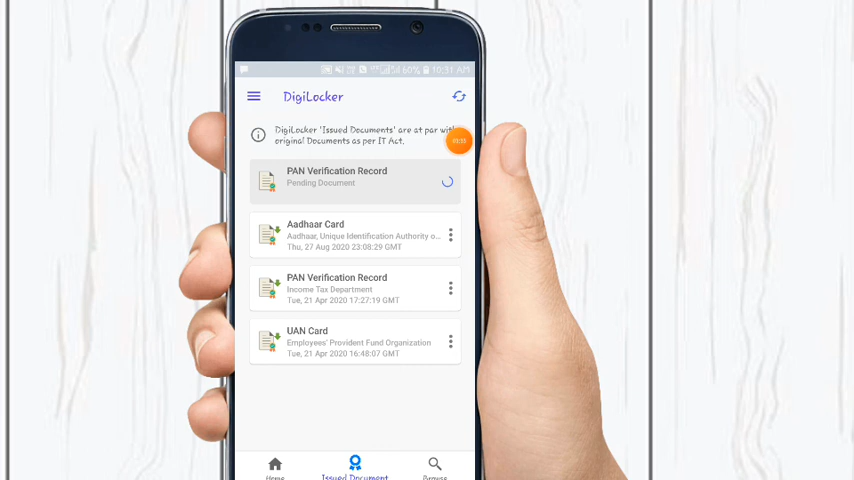 60% 10:31 AM
DigiLocker
DigiLocker 'Issued Documents' are at par with
original Documents as per IT Act.
PAN Verification Record
Pending Document
Aadhaar Card
Aadhaar, Unique Identification Authority o...
Thu, 27 Aug 2020 23:08:29 GMT
PAN Verification Record
Income Tax Department
Tue, 21 Apr 2020 17:27:19 GMT
UAN Card
Employees' Provident Fund Organization
Tue, 21 Apr 2020 16:48:07 GMT
Home Issued Document Browse